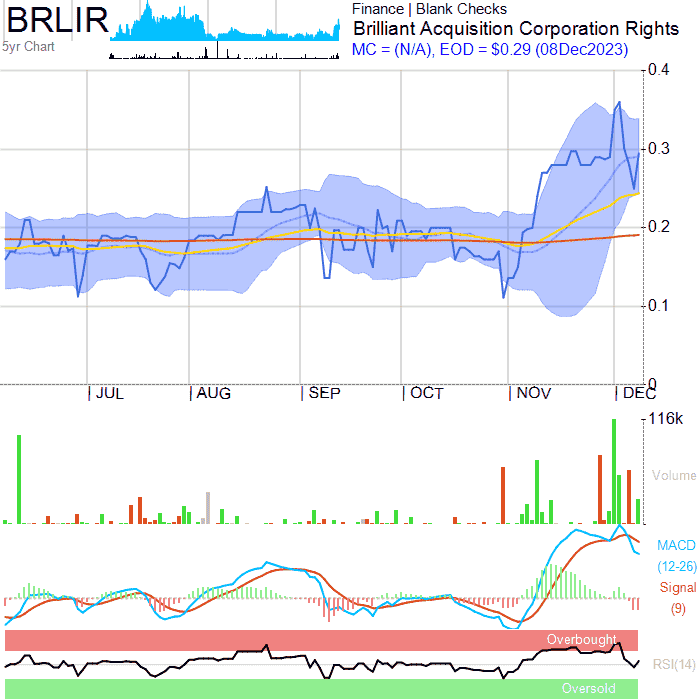 BRLIR
5yr Chart
Finance | Blank Checks
Brilliant Acquisition Corporation Rights
MC = (N/A), EOD = $0.29 (08Dec2023)
0.4
0.3
0.2
0.1
0
JUL
AUG
SEP
OCT
NOV
DEC
116k
Volume
MACD
(12-26)
Signal
(9)
Overbought
RSI(14)
Oversold